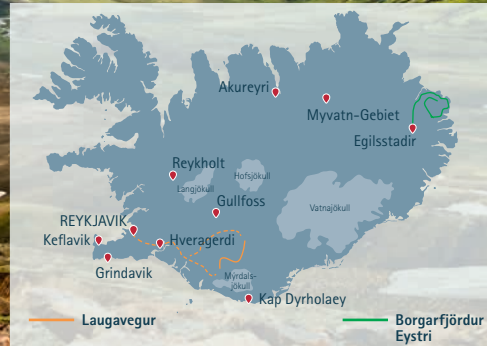 Akureyri
Myvatn-Gebiet
Egilsstadir
Reykholt
Hofsjökull
Langjökull
Gullfoss
Vatnajökull
REYKJAVIK
Keflavik
Hveragerdi
Grindavik
Myrdals-
jökull
Kap Dyrholaey
Laugavegur
Borgarfjördur
Eystri